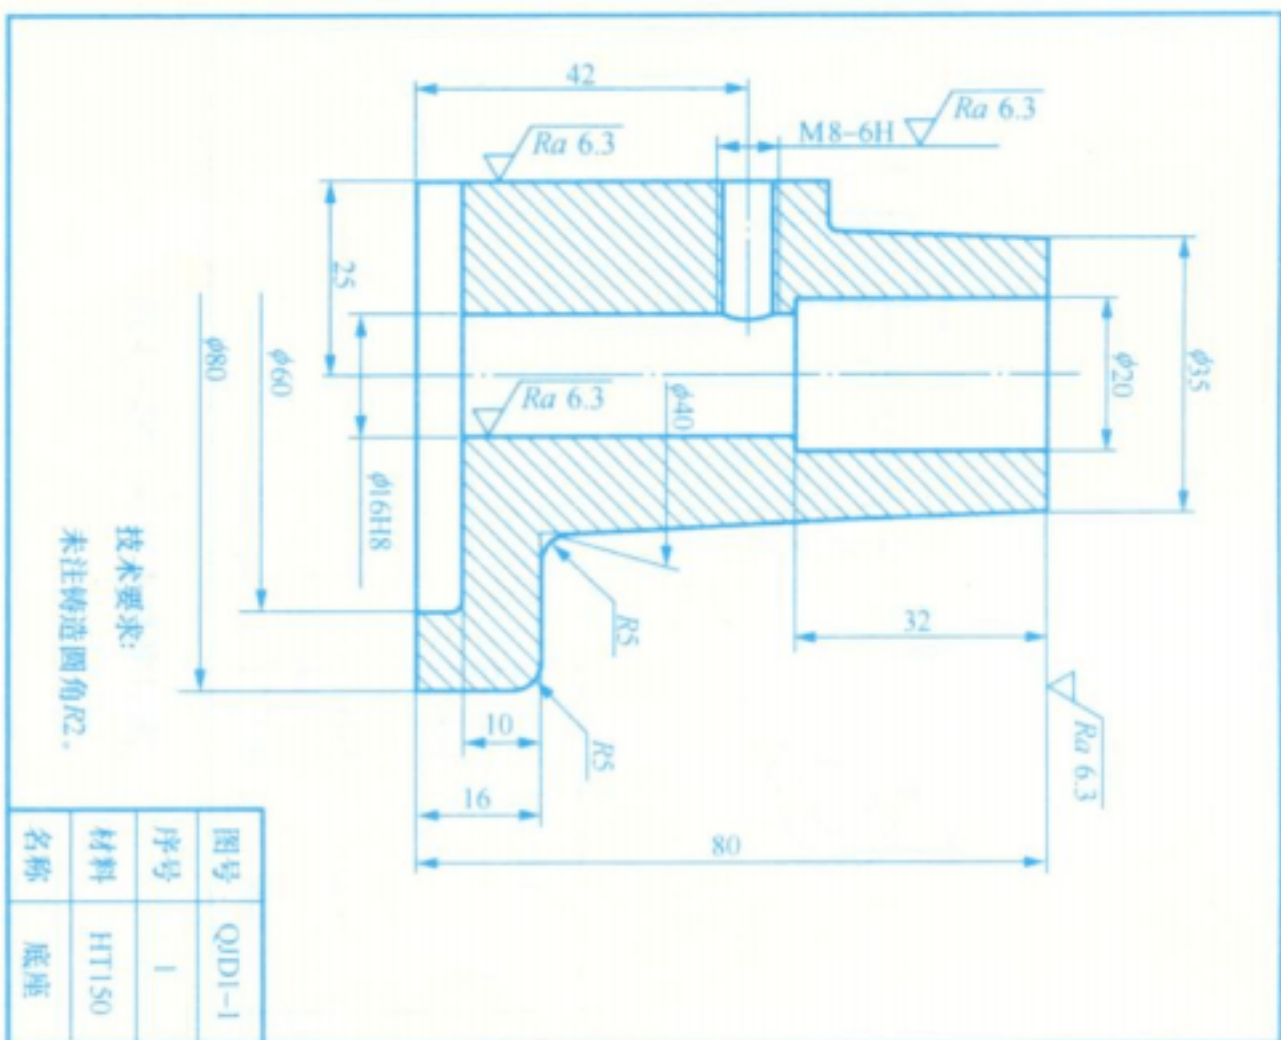 42
Ra 6.3
M8-6H
Ra 6.3
25
φ80
φ60
φ16H8
Ra 6.3
φ40
φ20
φ35
R5
R5
32
10
16
80
Ra 6.3
技术要求:
未注铸造圆角R2。
图号 QJD1-1
序号 1
材料 HT150
名称 底座